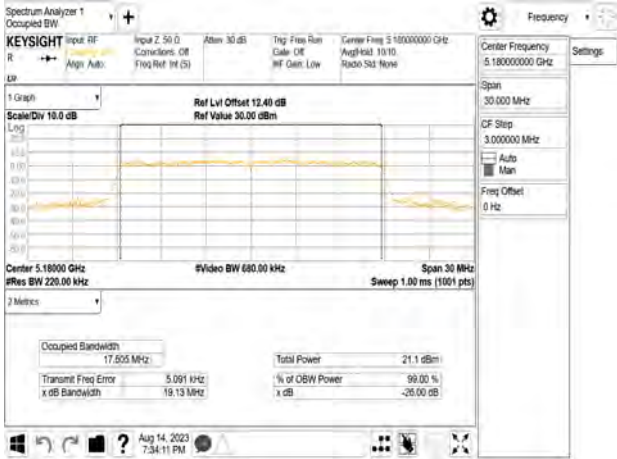 Spectrum Analyzer 1
Occupied BW
Frequency
KEYSIGHT
Input: RF
Input Z: 50 Ω
Atten: 30 dB
Trig: Free Run
Center Freq: 5.180000000 GHz
Corrections: Off
Gate: Off
Avg|Hold: 10/10
R
Align: Auto
Freq Ref: Int (S)
#IF Gain: Low
Radio Std: None
Center Frequency
5.180000000 GHz
Settings
Span
30.000 MHz
CF Step
3.000000 MHz
Auto
Man
Freq Offset
0 Hz
1 Graph
Scale/Div 10.0 dB
Ref Lvl Offset 12.40 dB
Ref Value 30.00 dBm
Log
Center 5.18000 GHz
#Video BW 680.00 kHz
Span 30 MHz
#Res BW 220.00 kHz
Sweep 1.00 ms (1001 pts)
2 Metrics
Occupied Bandwidth
17.605 MHz
Total Power
21.1 dBm
Transmit Freq Error
5.091 kHz
% of OBW Power
99.00 %
x dB Bandwidth
19.13 MHz
x dB
-26.00 dB
?
Aug 14, 2023
7:34:11 PM